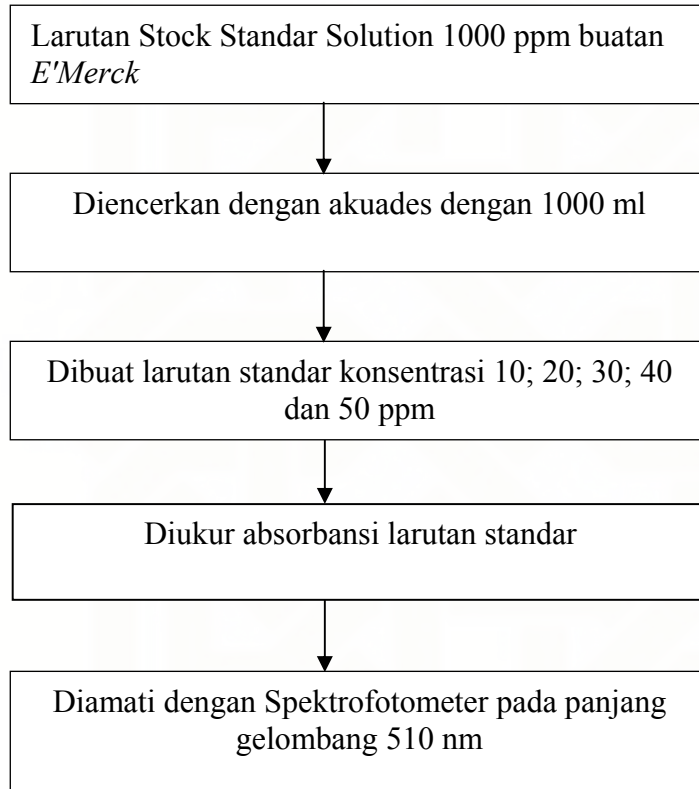 Larutan Stock Standar Solution 1000 ppm buatan
E'Merck
Diencerkan dengan akuades dengan 1000 ml
Dibuat larutan standar konsentrasi 10; 20; 30; 40
dan 50 ppm
Diukur absorbansi larutan standar
Diamati dengan Spektrofotometer pada panjang
gelombang 510 nm